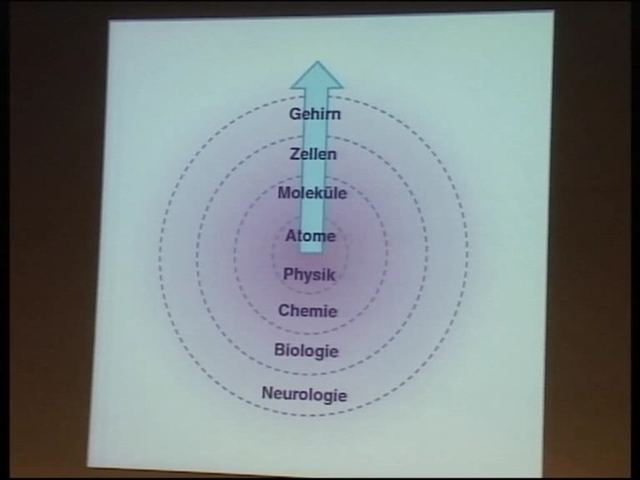 Gehirn
Zellen
Moleküle
Atome
Physik
Chemie
Biologie
Neurologie